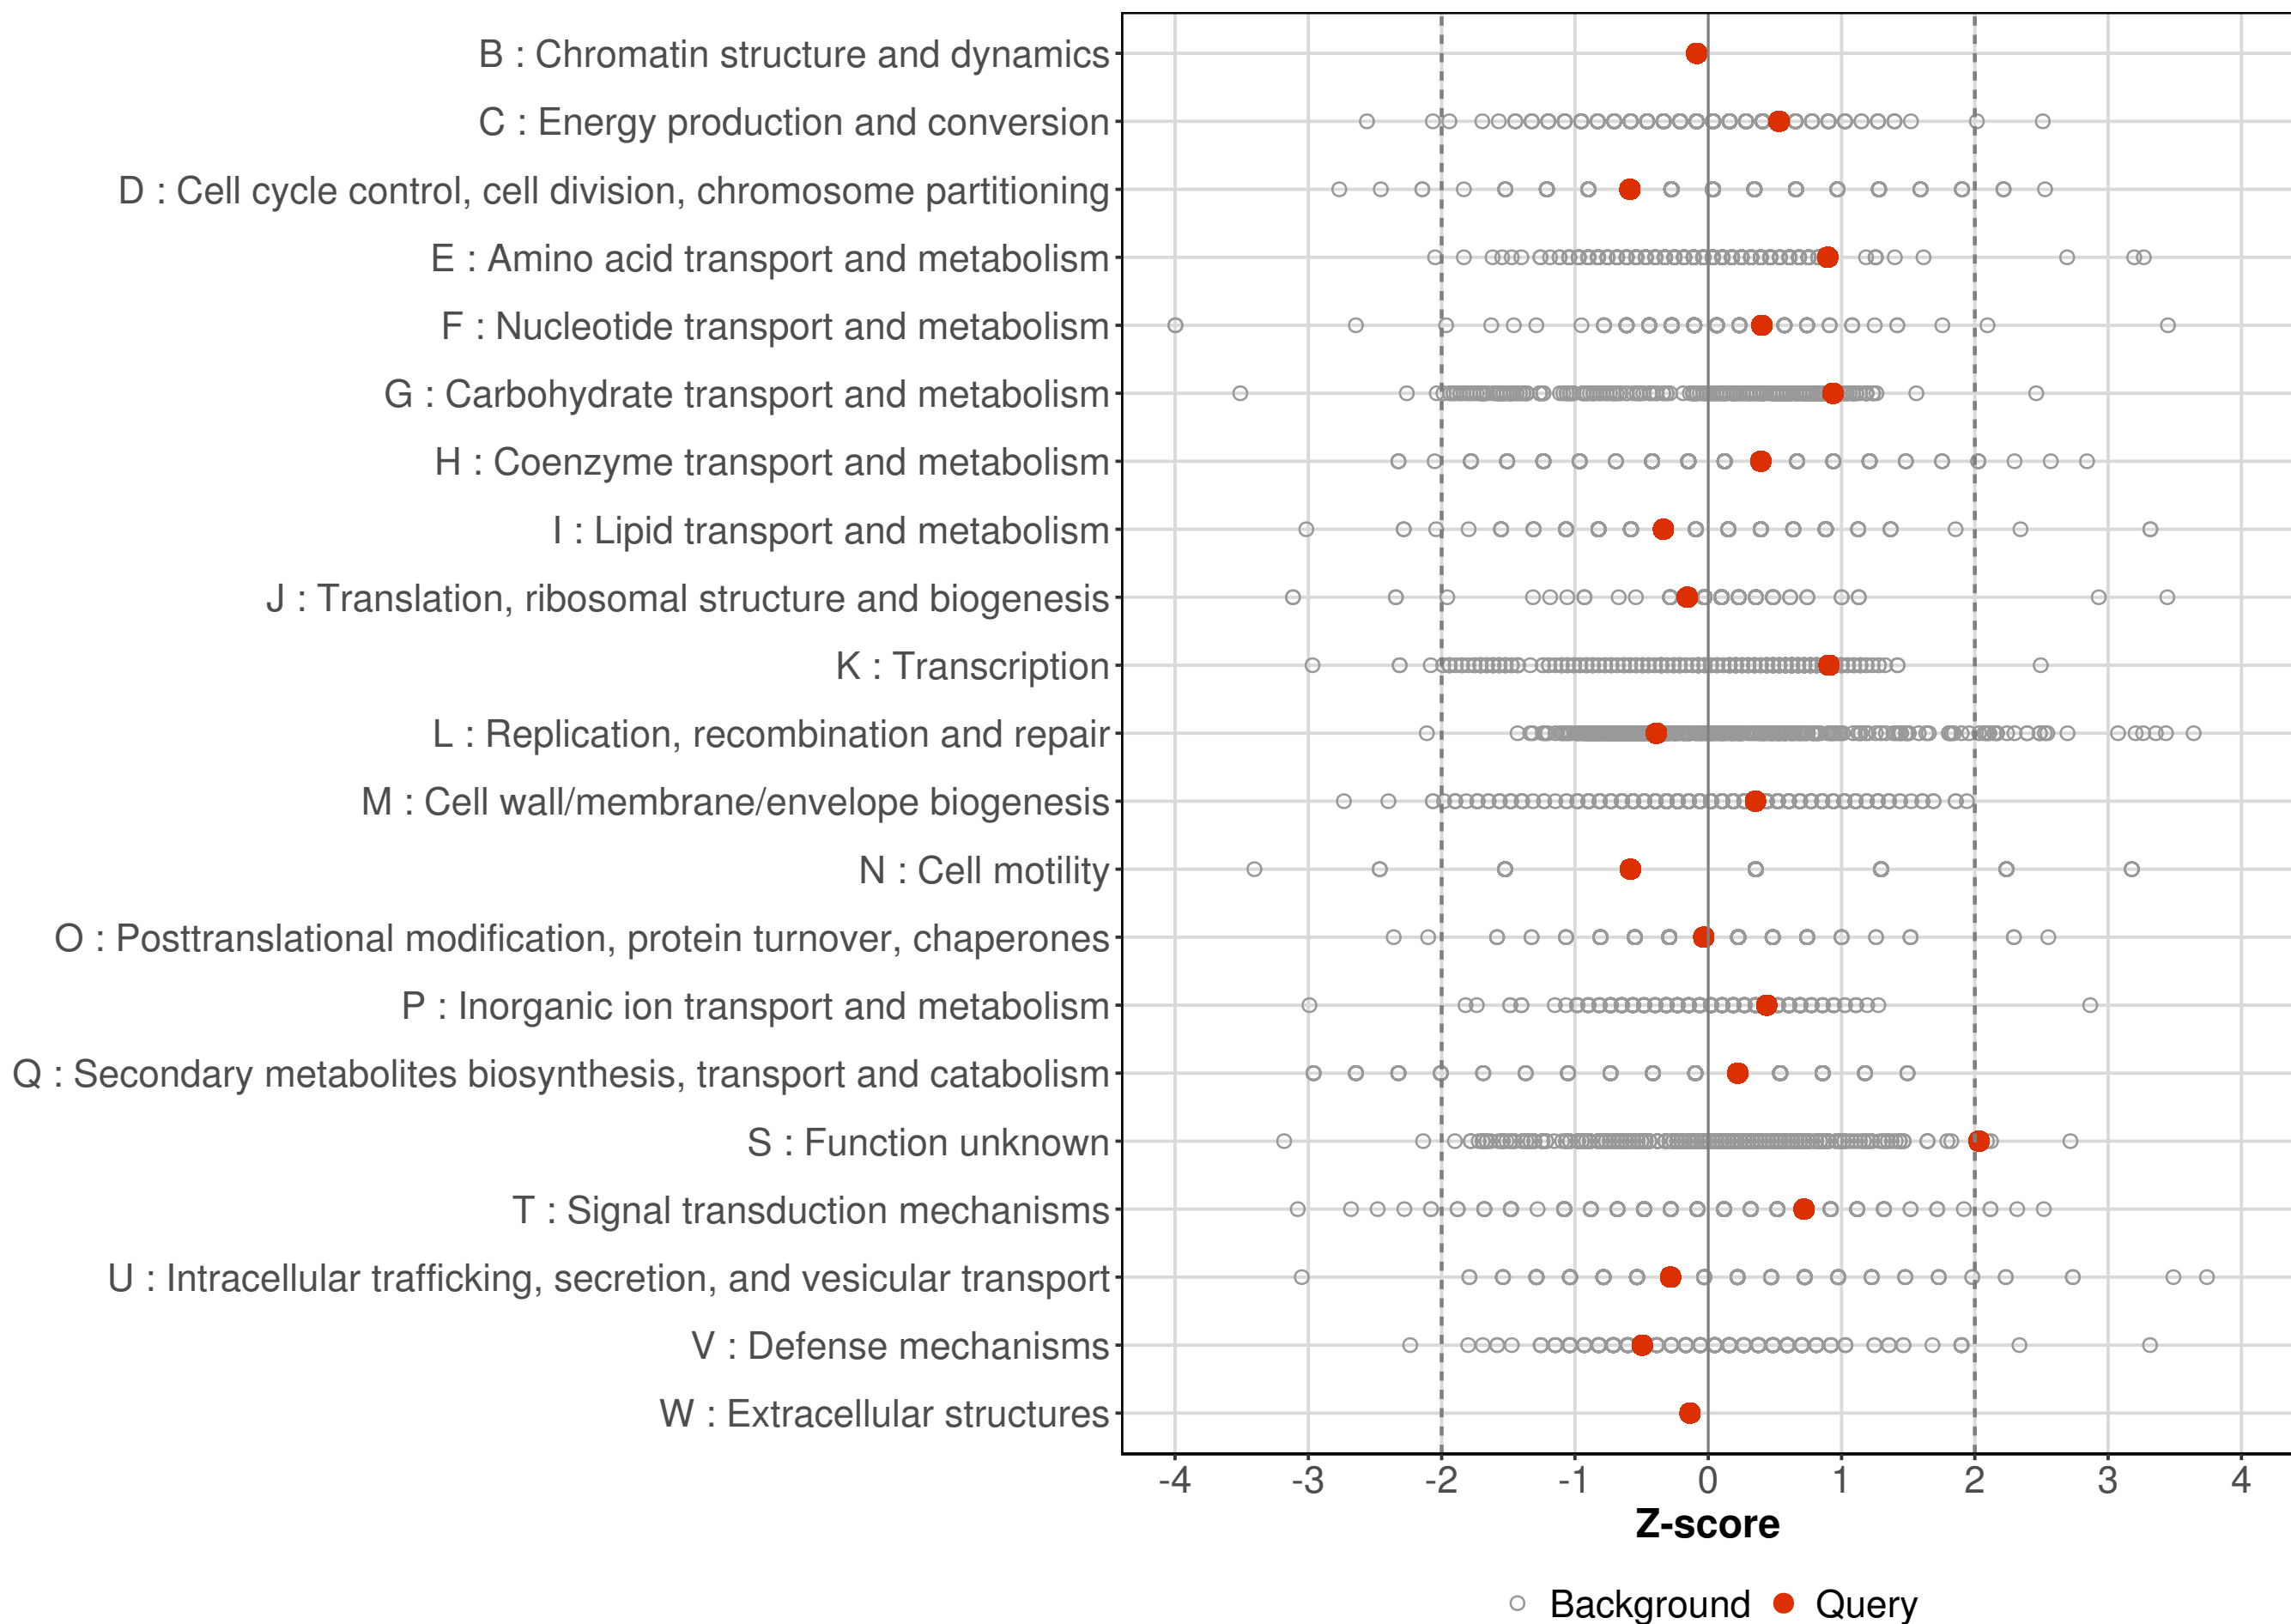 B : Chromatin structure and dynamics
C : Energy production and conversion
D : Cell cycle control, cell division, chromosome partitioning
E : Amino acid transport and metabolism
F : Nucleotide transport and metabolism
G : Carbohydrate transport and metabolism
H : Coenzyme transport and metabolism
I : Lipid transport and metabolism
J : Translation, ribosomal structure and biogenesis
K : Transcription
L : Replication, recombination and repair
M : Cell wall/membrane/envelope biogenesis
N : Cell motility
O : Posttranslational modification, protein turnover, chaperones
P : Inorganic ion transport and metabolism
Q : Secondary metabolites biosynthesis, transport and catabolism
S : Function unknown
T : Signal transduction mechanisms
U : Intracellular trafficking, secretion, and vesicular transport
V : Defense mechanisms
W : Extracellular structures
-4 -3 -2 -1 0 1 2 3 4
Z-score
Background Query